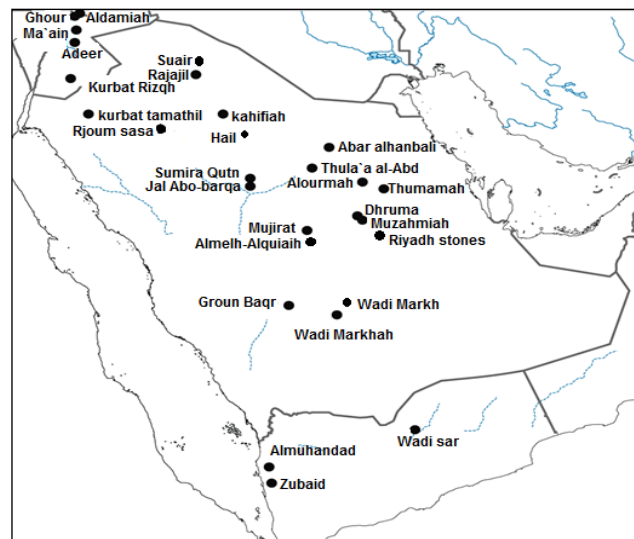 Ghour
Aldamiah
Ma`ain
Adeer
Suair
Rajajil
Kurbat Rizqh
kurbat tamathil
kahifiah
Rjoum sasa
Hail
Abar alhanbali
Thula`a al-Abd
Sumira Qutn
Alourmah
Jal Abo-barqa
Thumamah
Dhruma
Muzahmiah
Mujirat
Riyadh stones
Almelh-Alquiaih
Groun Baqr
Wadi Markh
Wadi Markhah
Wadi sar
Almuhandad
Zubaid